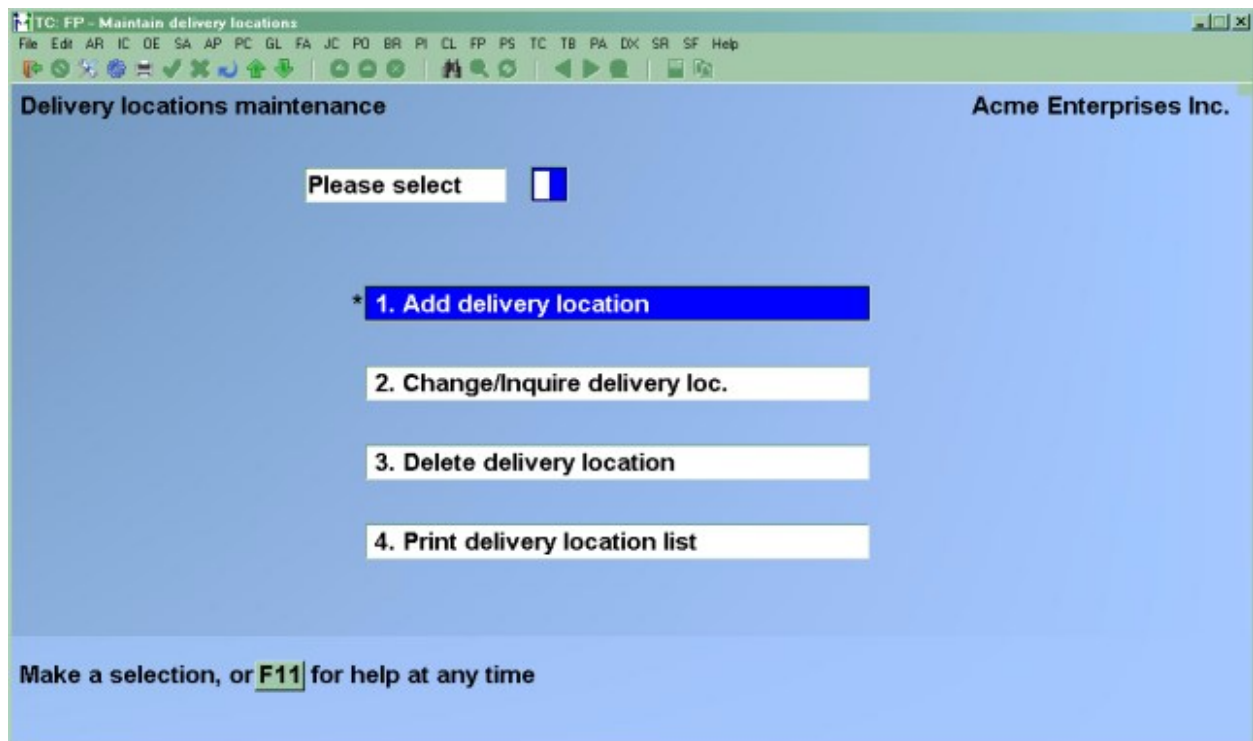 TC: FP - Maintain delivery locations
File Edit AR IC OE SA AP PC GL FA JC PO BR PI CL FP PS TC TB PA DX SR SF Help
Delivery locations maintenance Acme Enterprises Inc.
Please select
* 1. Add delivery location
2. Change/Inquire delivery loc.
3. Delete delivery location
4. Print delivery location list
Make a selection, or F11 for help at any time